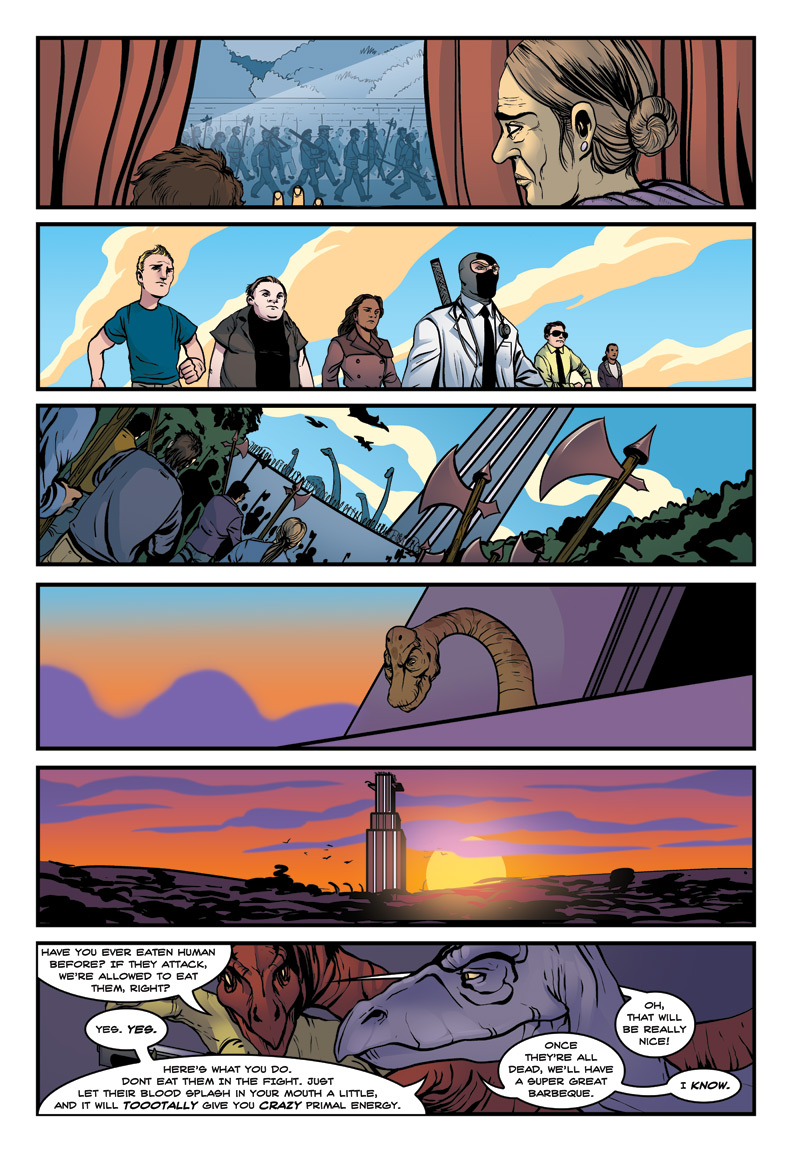 HAVE YOU EVER EATEN HUMAN
BEFORE? IF THEY ATTACK,
WE'RE ALLOWED TO EAT
THEM, RIGHT?
YES. YES.
HERE'S WHAT YOU DO.
DONT EAT THEM IN THE FIGHT. JUST
LET THEIR BLOOD SPLASH IN YOUR MOUTH A LITTLE,
AND IT WILL TOOOTALLY GIVE YOU CRAZY PRIMAL ENERGY.
OH,
THAT WILL
BE REALLY
NICE!
ONCE
THEY'RE ALL
DEAD, WE'LL HAVE
A SUPER GREAT
BARBEQUE.
I KNOW.